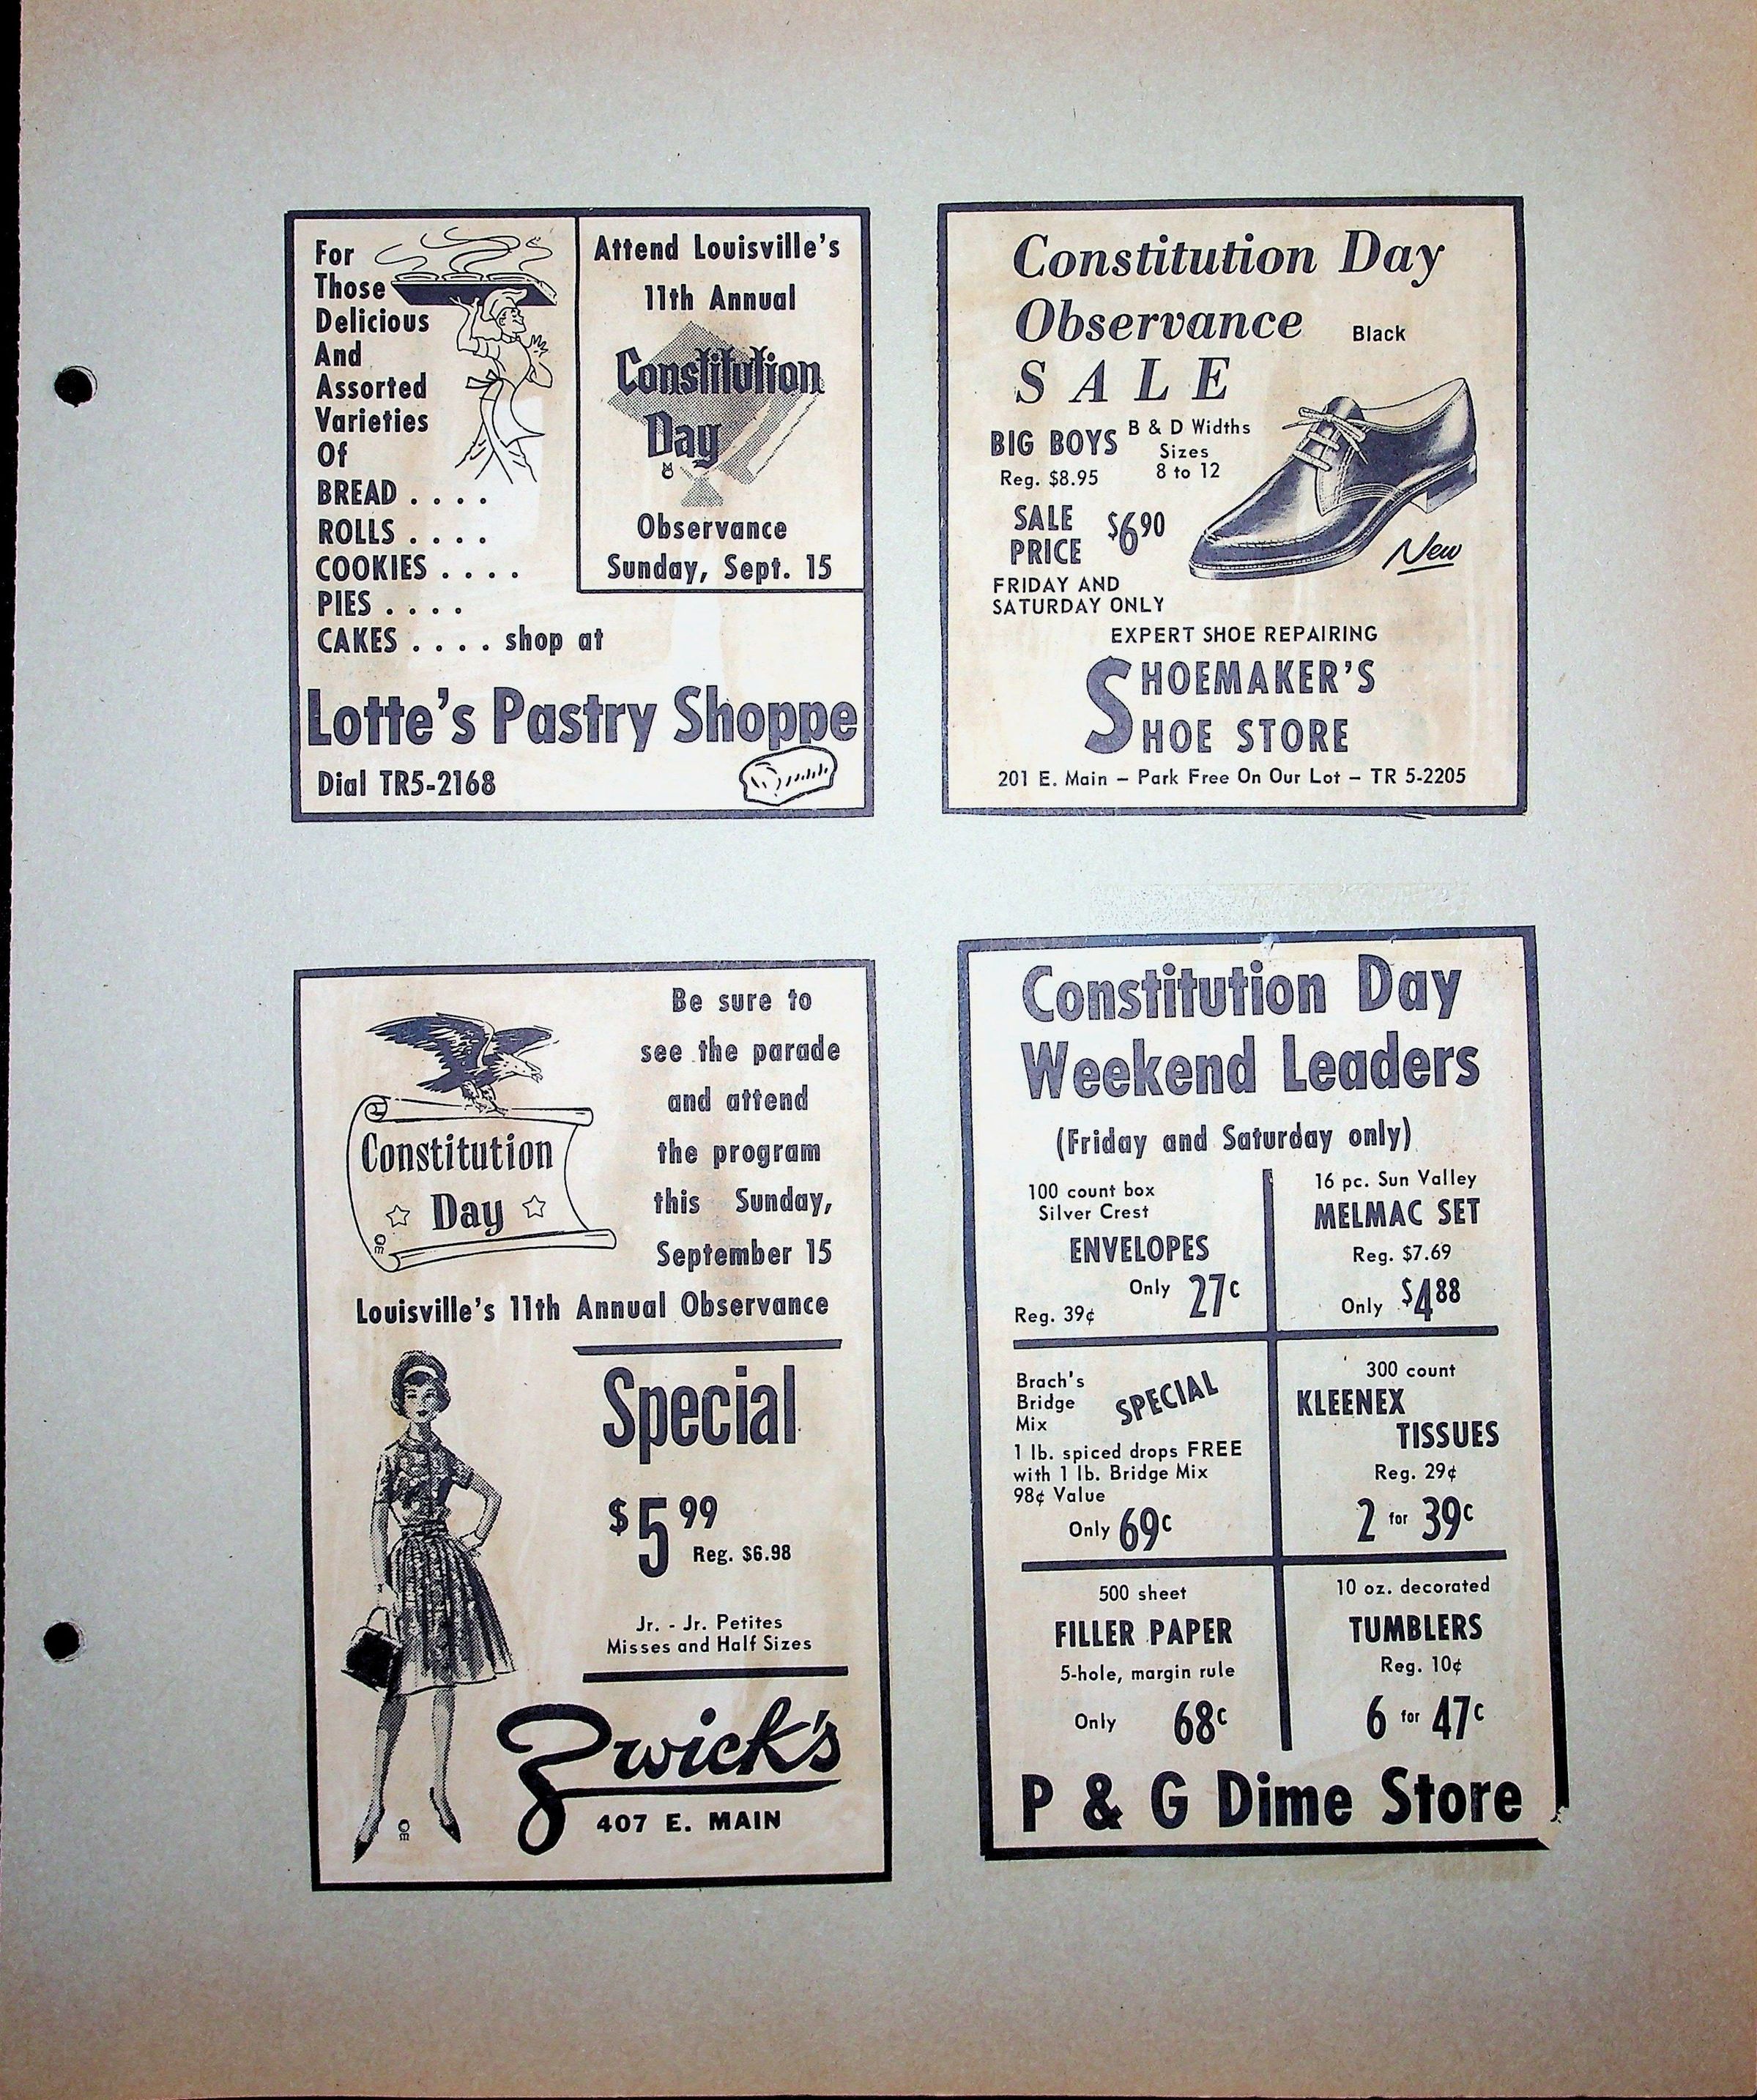 For
Those
Delicious
And
Assorted
Varieties
Of
BREAD . . . .
ROLLS . . . .
COOKIES . . . .
PIES . . . .
CAKES . . . . shop at
Attend Louisville's
11th Annual
Constitution
Day
Observance
Sunday, Sept. 15
Lotte's Pastry Shoppe
Dial TR5-2168
Constitution Day
Observance
Black
SALE
BIG BOYS
B & D Widths
Sizes
8 to 12
Reg. $8.95
SALE
PRICE
$6.90
New
FRIDAY AND
SATURDAY ONLY
EXPERT SHOE REPAIRING
SHOEMAKER'S
SHOE STORE
201 E. Main – Park Free On Our Lot – TR 5-2205
Constitution
☆ Day ☆
Be sure to
see the parade
and attend
the program
this Sunday,
September 15
Louisville's 11th Annual Observance
Special
$5.99
Reg. $6.98
Jr. - Jr. Petites
Misses and Half Sizes
Zwick's
407 E. MAIN
Constitution Day
Weekend Leaders
(Friday and Saturday only)
100 count box
Silver Crest
ENVELOPES
Only 27c
Reg. 39¢
16 pc. Sun Valley
MELMAC SET
Reg. $7.69
Only $4.88
Brach's
Bridge
Mix
SPECIAL
1 lb. spiced drops FREE
with 1 lb. Bridge Mix
98¢ Value
Only 69c
300 count
KLEENEX
TISSUES
Reg. 29¢
2 for 39c
500 sheet
FILLER PAPER
5-hole, margin rule
Only 68c
10 oz. decorated
TUMBLERS
Reg. 10¢
6 for 47c
P & G Dime Store